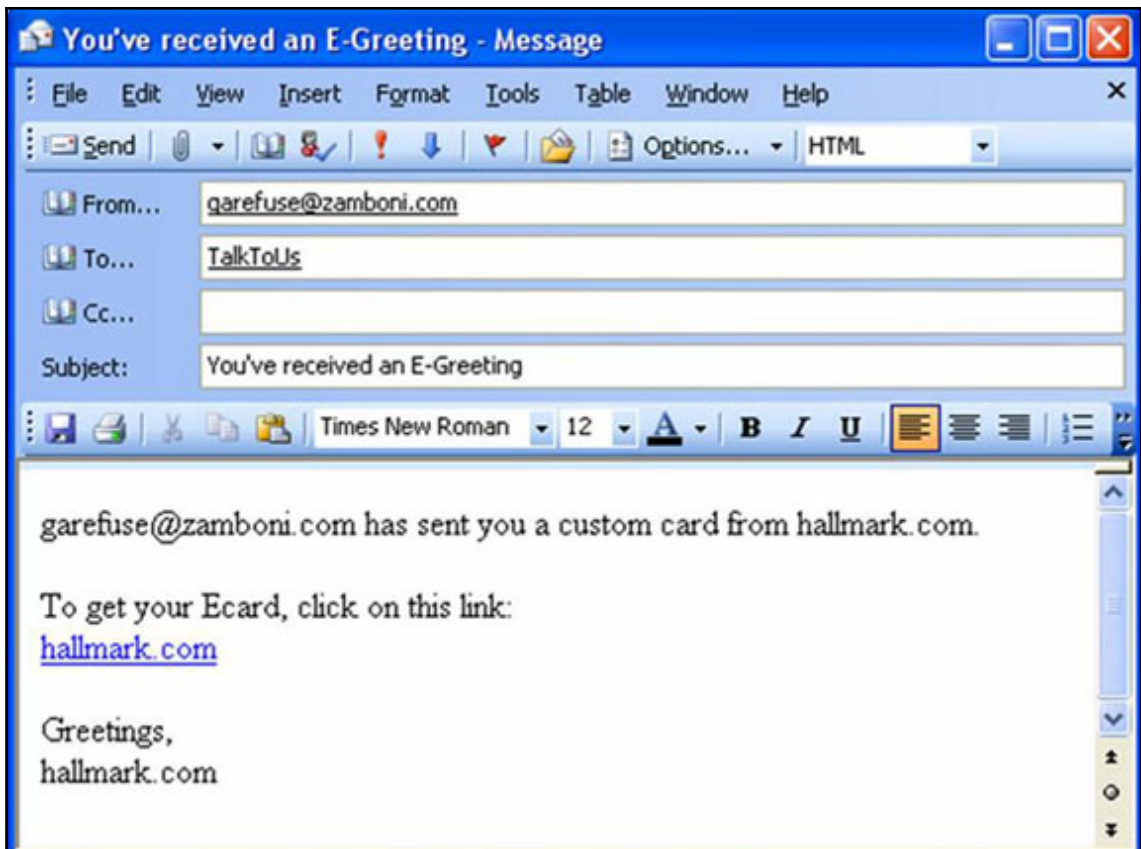 You've received an E-Greeting - Message
File Edit View Insert Format Tools Table Window Help
Send Options... HTML
From... garefuse@zamboni.com
To... TalkToUs
Cc...
Subject: You've received an E-Greeting
Times New Roman 12 A B I U
garefuse@zamboni.com has sent you a custom card from hallmark.com.
To get your Ecard, click on this link:
hallmark.com
Greetings,
hallmark.com